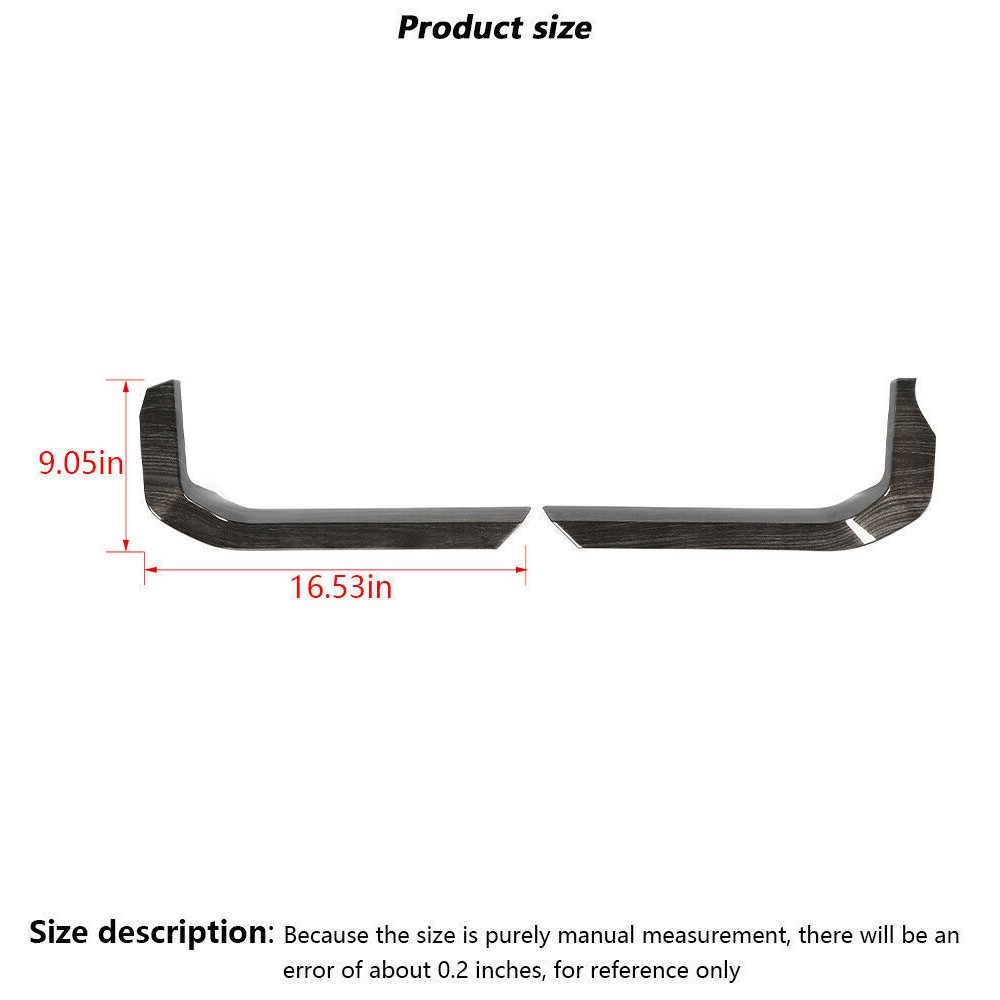 Product size
9.05in
16.53in
Size description: Because the size is purely manual measurement, there will be an
error of about 0.2 inches, for reference only